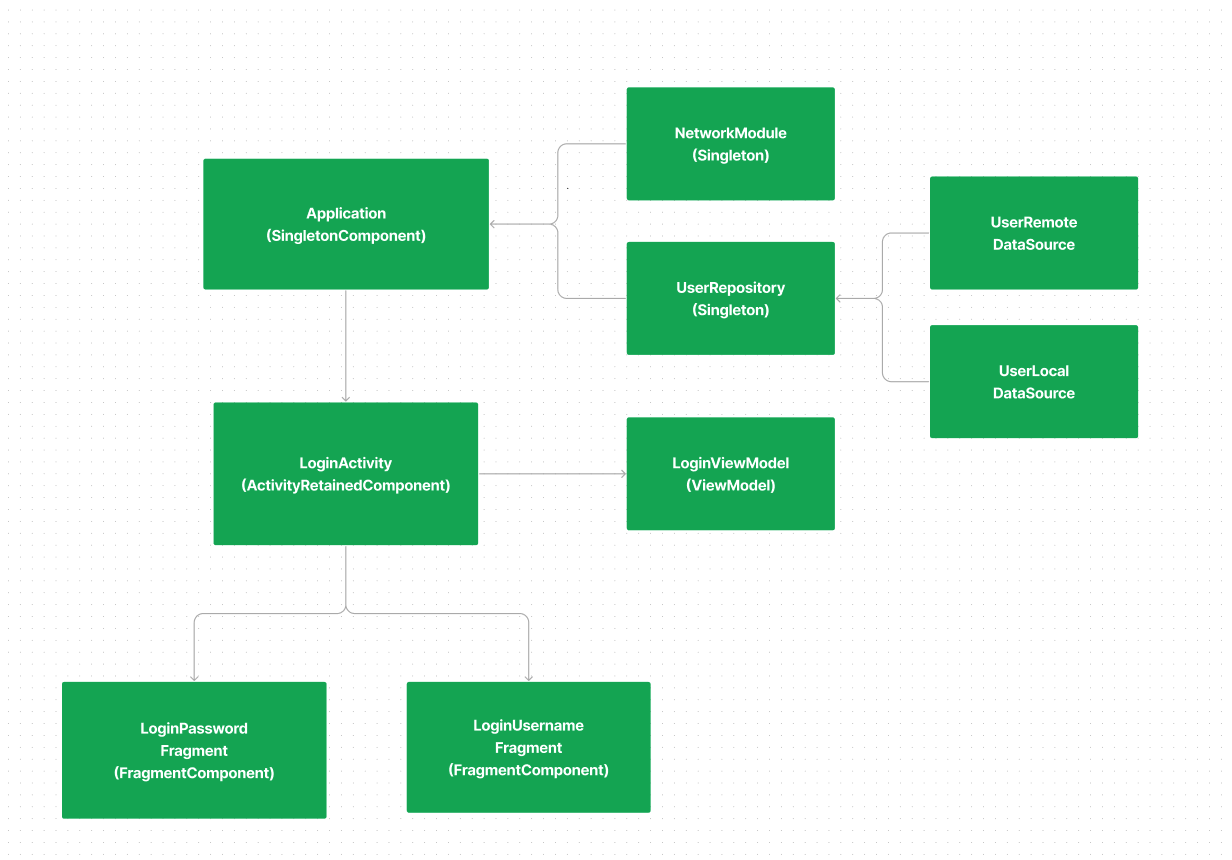 NetworkModule
(Singleton)
Application
(SingletonComponent)
UserRemote
DataSource
UserRepository
(Singleton)
UserLocal
DataSource
LoginActivity
(ActivityRetainedComponent)
LoginViewModel
(ViewModel)
LoginPassword
Fragment
(FragmentComponent)
LoginUsername
Fragment
(FragmentComponent)